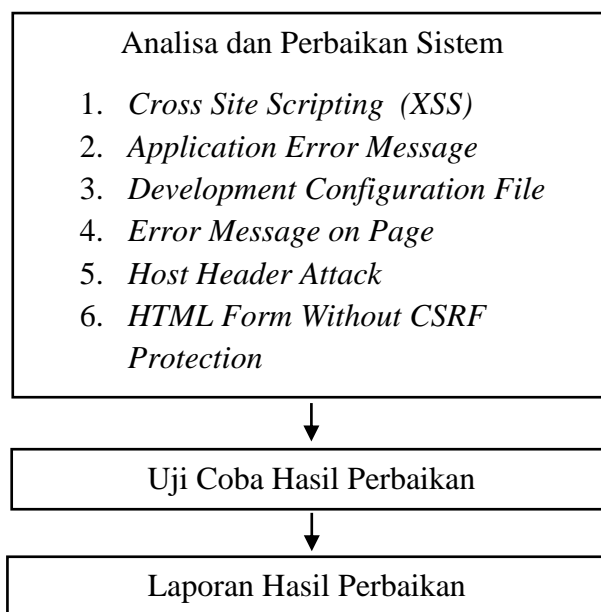 Analisa dan Perbaikan Sistem
1. Cross Site Scripting (XSS)
2. Application Error Message
3. Development Configuration File
4. Error Message on Page
5. Host Header Attack
6. HTML Form Without CSRF
Protection
Uji Coba Hasil Perbaikan
Laporan Hasil Perbaikan